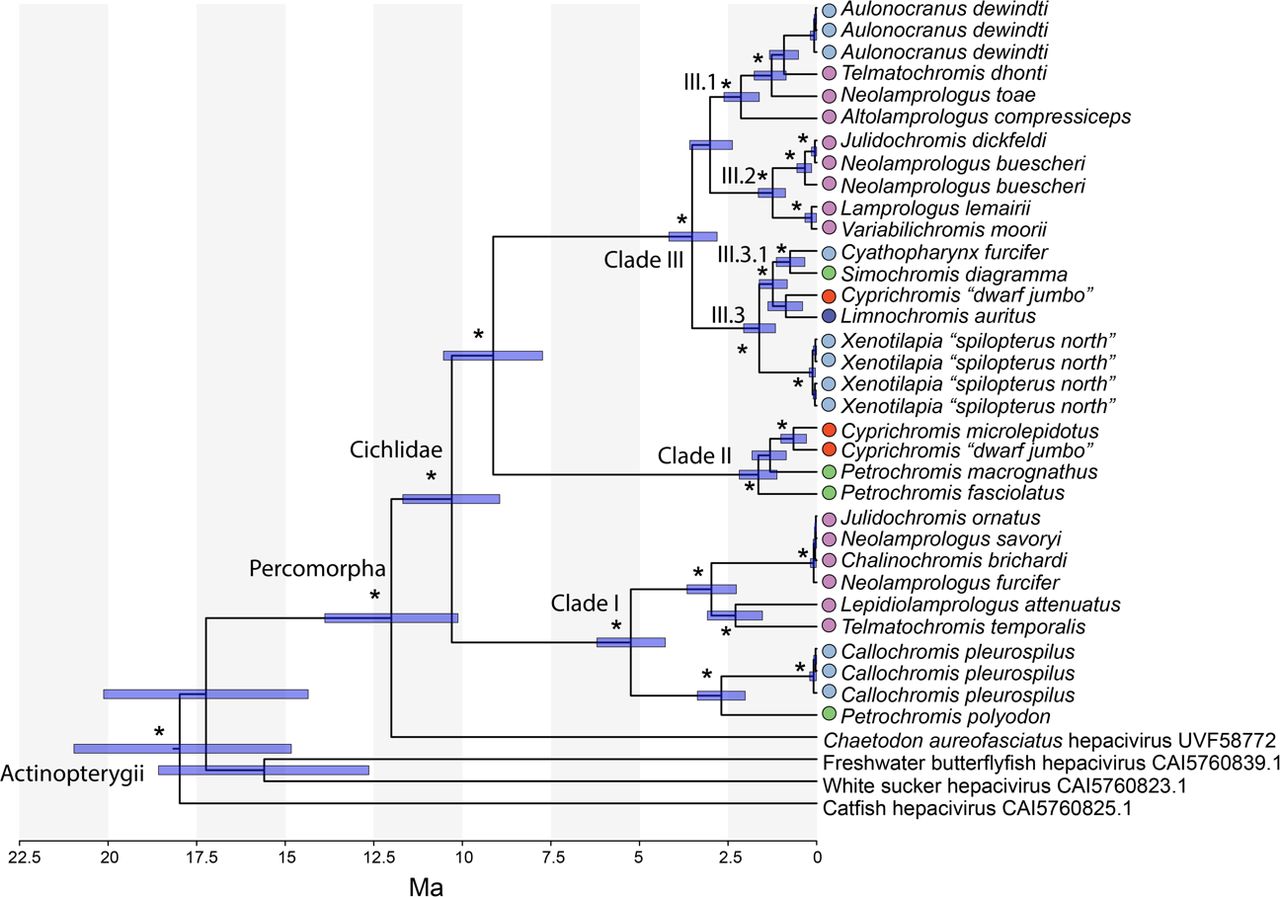 Aulonocranus dewindti
Aulonocranus dewindti
Aulonocranus dewindti
*
Telmatochromis dhonti
III.1 *
Neolamprologus toae
Altolamprologus compressiceps
*
Julidochromis dickfeldi
*
Neolamprologus buescheri
III.2 *
Neolamprologus buescheri
*
Lamprologus lemairii
*
Variabilichromis moorii
Clade III
III.3.1 *
Cyathopharynx furcifer
*
Simochromis diagramma
Cyprichromis “dwarf jumbo”
III.3
Limnochromis auritus
*
Xenotilapia “spilopterus north”
*
Xenotilapia “spilopterus north”
*
Xenotilapia “spilopterus north”
Xenotilapia “spilopterus north”
*
Cyprichromis microlepidotus
Cichlidae
Clade II
Cyprichromis “dwarf jumbo”
*
Petrochromis macrognathus
*
Petrochromis fasciolatus
Julidochromis ornatus
Neolamprologus savoryi
*
Chalinochromis brichardi
Percomorpha
*
Neolamprologus furcifer
*
Clade I
Lepidiolamprologus attenuatus
*
*
Telmatochromis temporalis
Callochromis pleurospilus
*
*
Callochromis pleurospilus
Callochromis pleurospilus
Petrochromis polyodon
*
Chaetodon aureofasciatus hepacivirus UVF58772
Actinopterygii
Freshwater butterflyfish hepacivirus CAI5760839.1
White sucker hepacivirus CAI5760823.1
Catfish hepacivirus CAI5760825.1
22.5 20 17.5 15 12.5 10 7.5 5 2.5 0
Ma